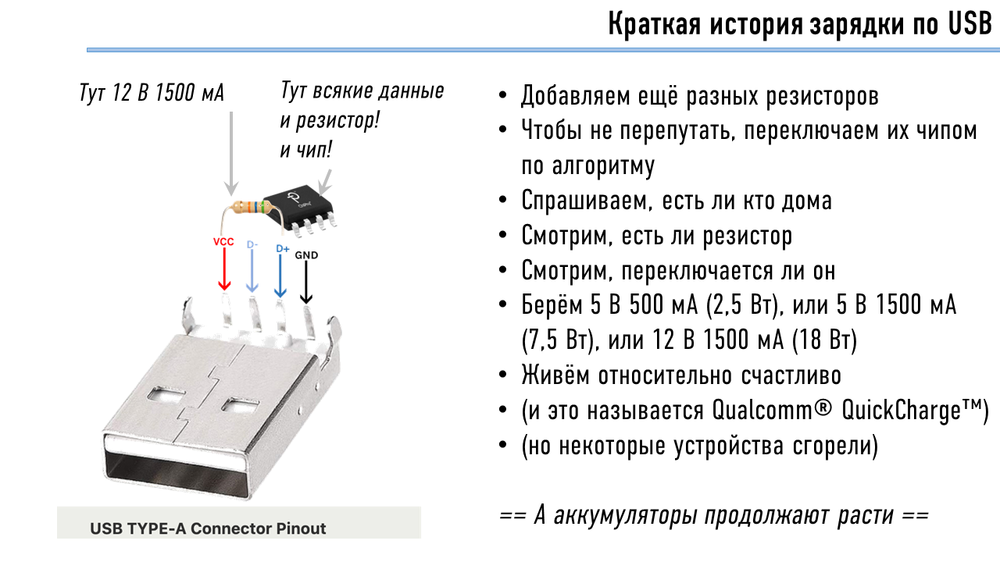 Краткая история зарядки по USB
Тут 12 В 1500 мА
Тут всякие данные
и резистор!
и чип!
VCC
D-
D+
GND
USB TYPE-A Connector Pinout
• Добавляем ещё разных резисторов
• Чтобы не перепутать, переключаем их чипом
по алгоритму
• Спрашиваем, есть ли кто дома
• Смотрим, есть ли резистор
• Смотрим, переключается ли он
• Берём 5 В 500 мА (2,5 Вт), или 5 В 1500 мА
(7,5 Вт), или 12 В 1500 мА (18 Вт)
• Живём относительно счастливо
• (и это называется Qualcomm® QuickCharge™)
• (но некоторые устройства сгорели)
== А аккумуляторы продолжают расти ==